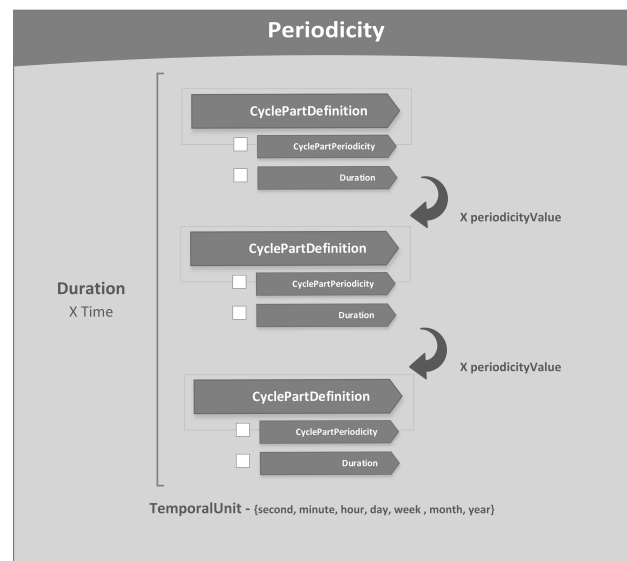 Periodicity
CyclePartDefinition
CyclePartPeriodicity
Duration
X periodicityValue
CyclePartDefinition
CyclePartPeriodicity
Duration
Duration
X Time
X periodicityValue
CyclePartDefinition
CyclePartPeriodicity
Duration
TemporalUnit - {second, minute, hour, day, week , month, year}